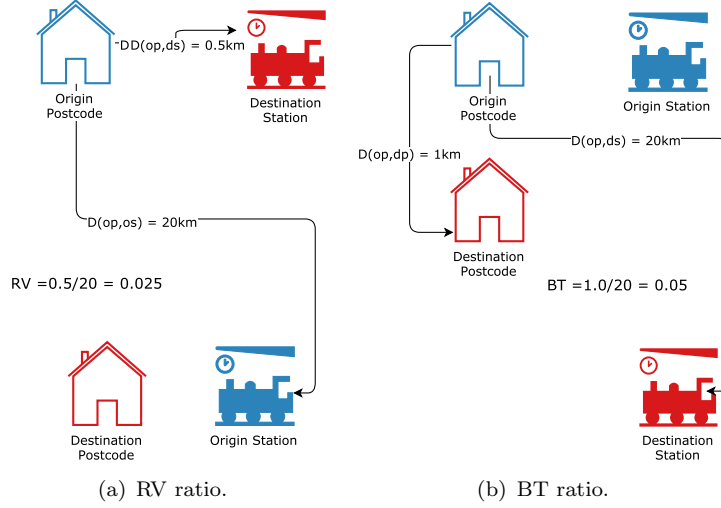 DD(op,ds) = 0.5km
Origin
Postcode
Destination
Station
D(op,os) = 20km
RV =0.5/20 = 0.025
Destination
Postcode
Origin Station
(a) RV ratio.
Origin
Postcode
Origin Station
D(op,ds) = 20km
D(op,dp) = 1km
Destination
Postcode
BT =1.0/20 = 0.05
Destination
Station
(b) BT ratio.